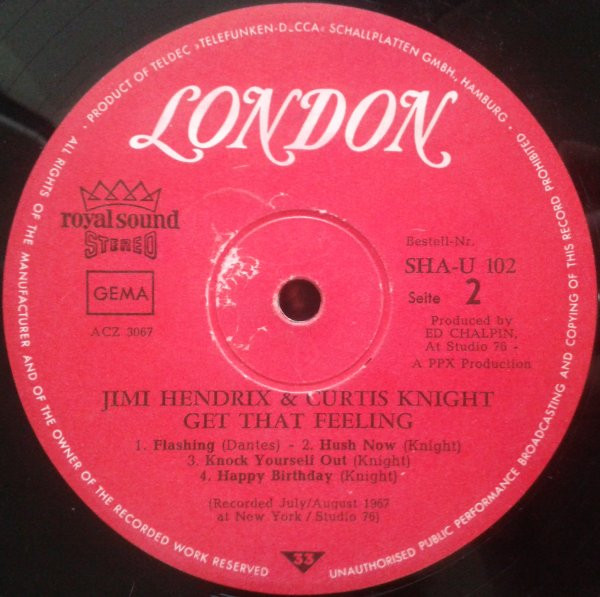 · PRODUCT OF TELDEC »TELEFUNKEN-DECCA« SCHALLPLATTEN GMBH., HAMBURG ·
LONDON
royal sound
STEREO
GEMA
ACZ 3067
Bestell-Nr.
SHA-U 102
Seite 2
Produced by
ED CHALPIN,
At Studio 76 -
A PPX Production
JIMI HENDRIX & CURTIS KNIGHT
GET THAT FEELING
1. Flashing (Dantes) - 2. Hush Now (Knight)
3. Knock Yourself Out (Knight)
4. Happy Birthday (Knight)
(Recorded July/August 1967
at New York / Studio 76)
33
ALL RIGHTS OF THE MANUFACTURER AND OF THE OWNER OF THE RECORDED WORK RESERVED
UNAUTHORISED PUBLIC PERFORMANCE BROADCASTING AND COPYING OF THIS RECORD PROHIBITED